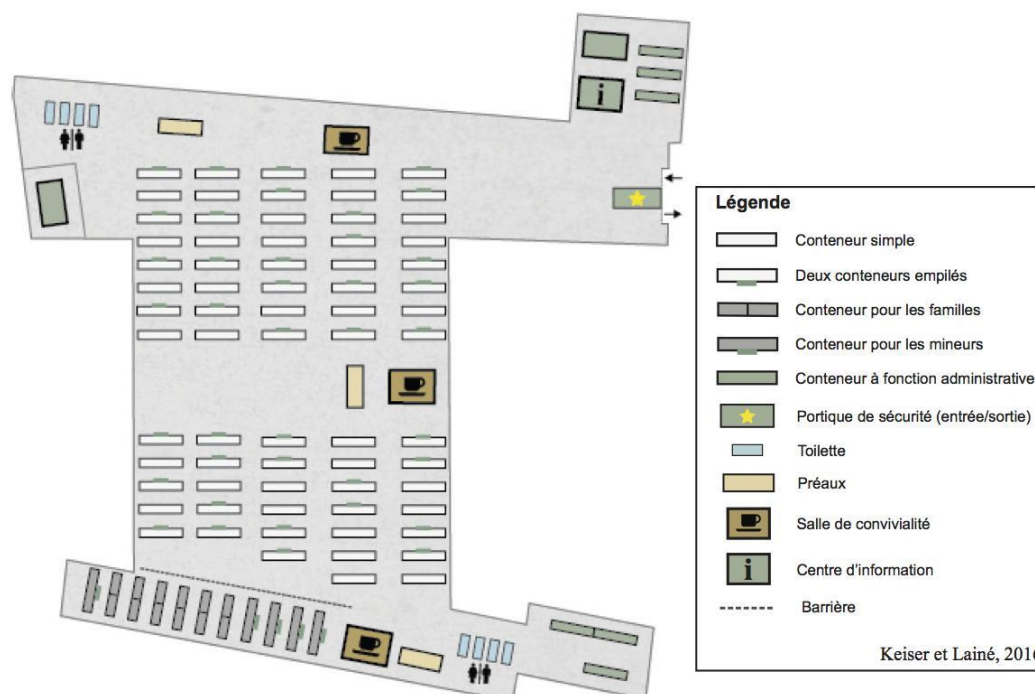 i
Légende
Conteneur simple
Deux conteneurs empilés
Conteneur pour les familles
Conteneur pour les mineurs
Conteneur à fonction administrative
Portique de sécurité (entrée/sortie)
Toilette
Préaux
Salle de convivialité
i
Centre d'information
Barrière
Keiser et Lainé, 2016